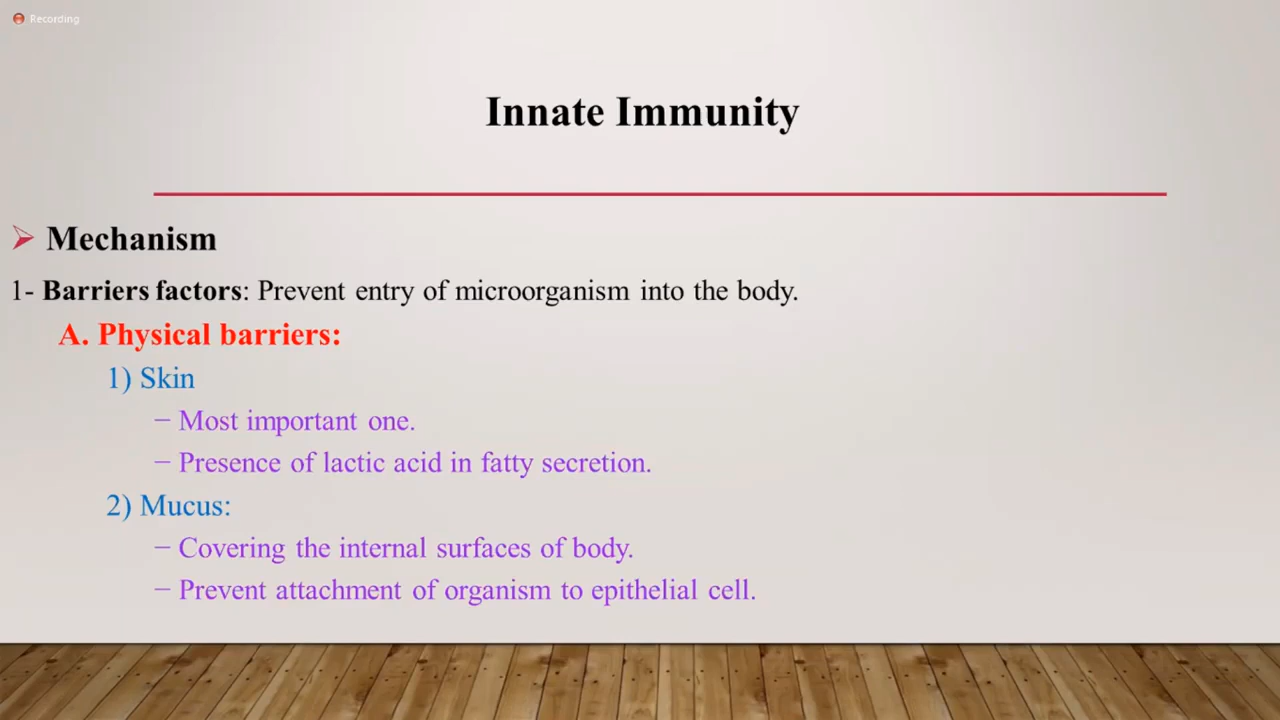 Recording
Innate Immunity
Mechanism
1- Barriers factors: Prevent entry of microorganism into the body.
A. Physical barriers:
1) Skin
− Most important one.
− Presence of lactic acid in fatty secretion.
2) Mucus:
− Covering the internal surfaces of body.
− Prevent attachment of organism to epithelial cell.